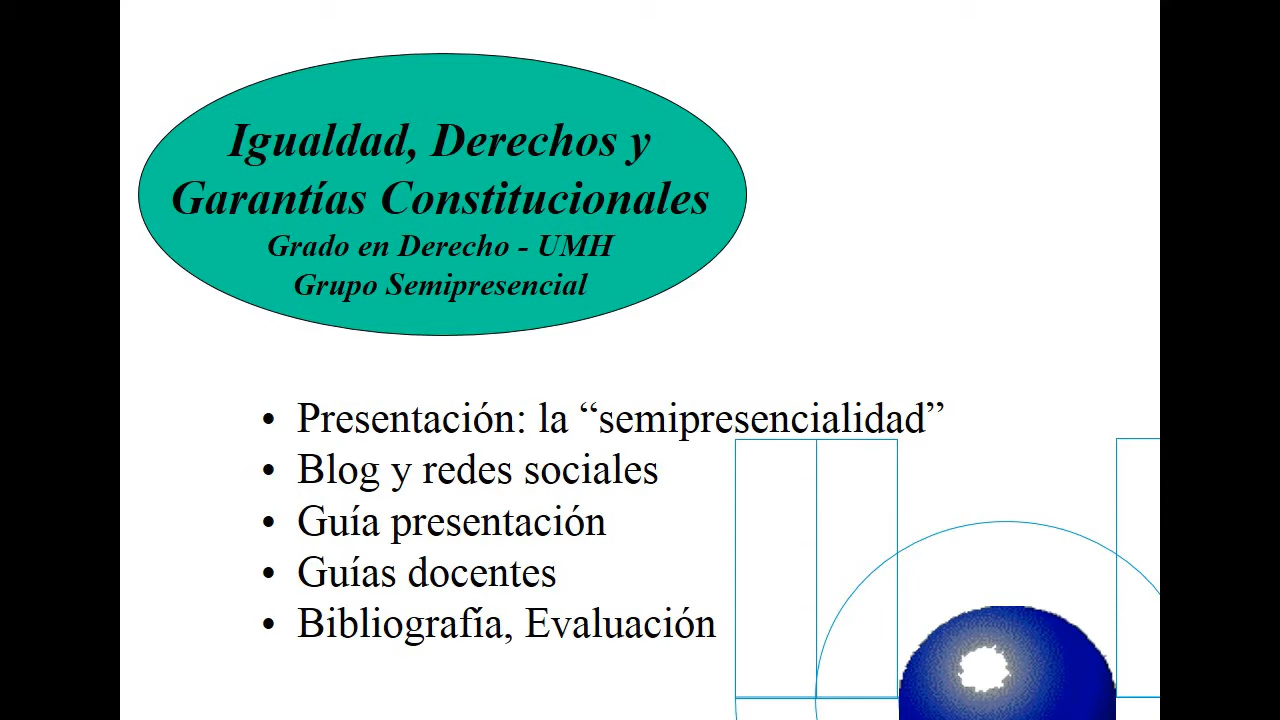 Igualdad, Derechos y
Garantías Constitucionales
Grado en Derecho - UMH
Grupo Semipresencial
• Presentación: la “semipresencialidad”
• Blog y redes sociales
• Guía presentación
• Guías docentes
• Bibliografía, Evaluación